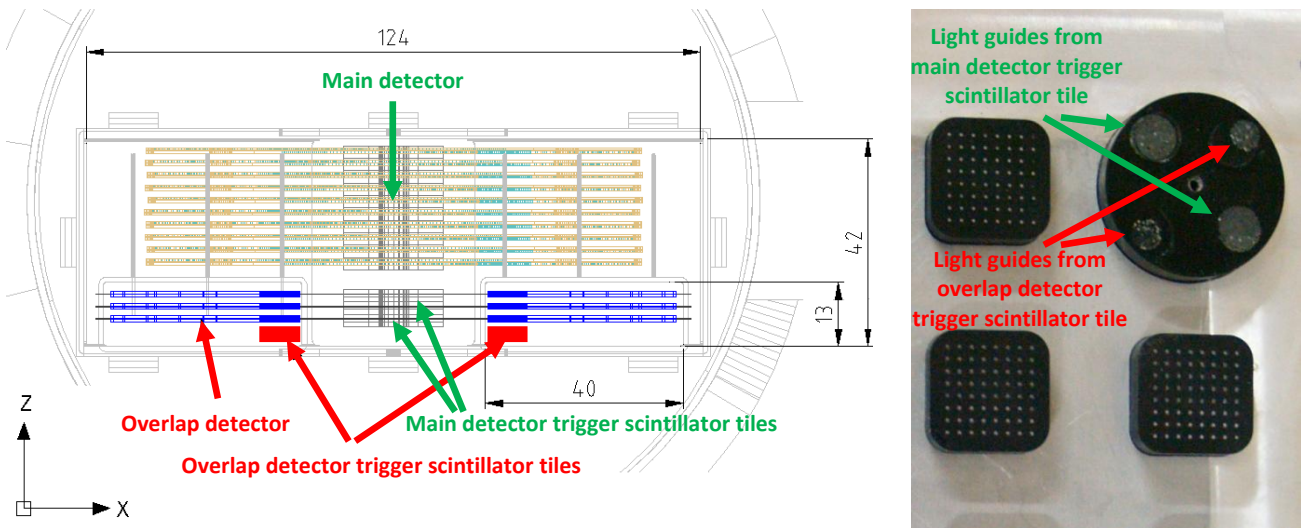 124
Main detector
42
13
40
Overlap detector
Main detector trigger scintillator tiles
Overlap detector trigger scintillator tiles
Z
X
Light guides from
main detector trigger
scintillator tile
Light guides from
overlap detector
trigger scintillator tile